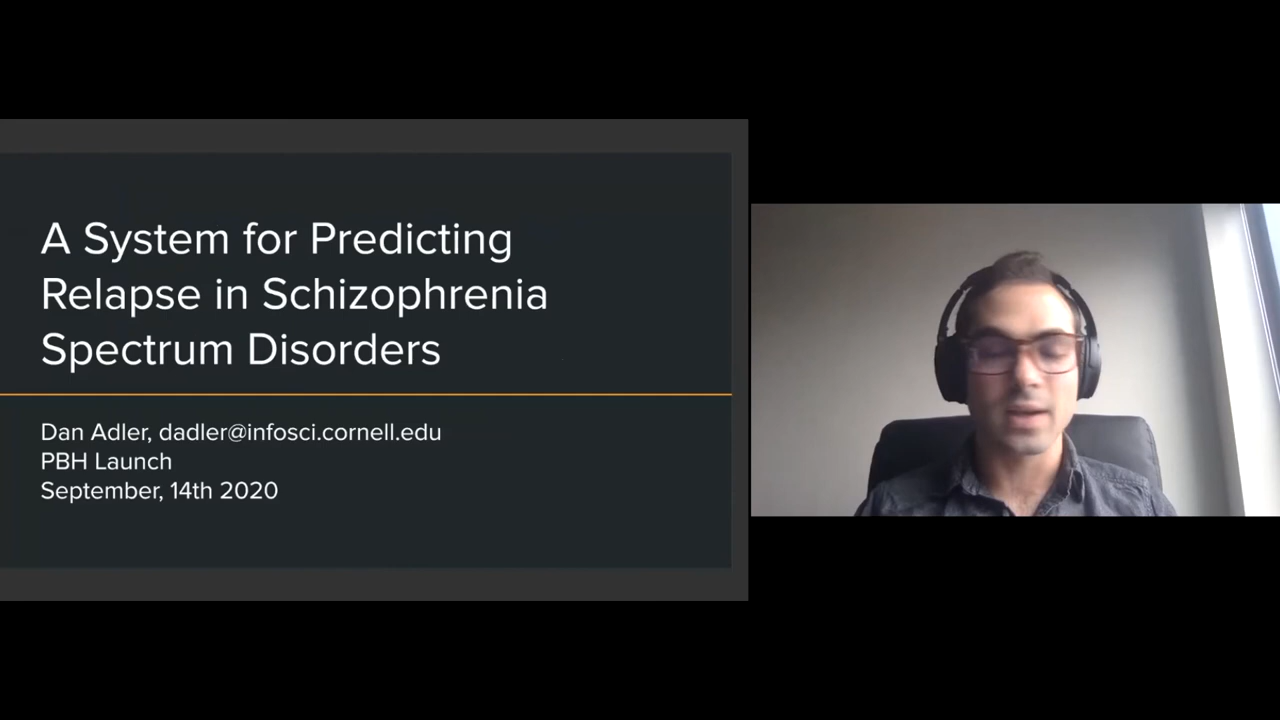 A System for Predicting
Relapse in Schizophrenia
Spectrum Disorders
Dan Adler, dadler@infosci.cornell.edu
PBH Launch
September, 14th 2020